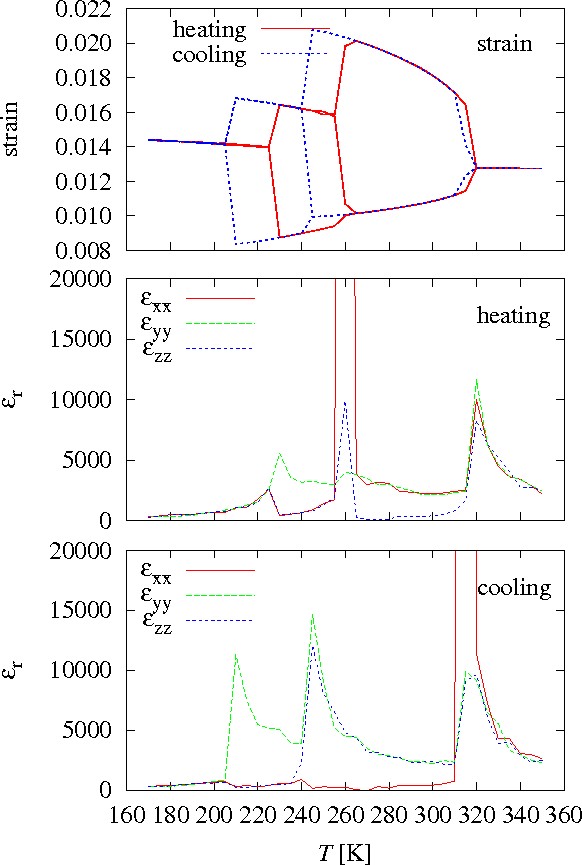 0.022
0.020
0.018
0.016
0.014
0.012
0.010
0.008
strain
heating
cooling
strain
20000
15000
10000
5000
0
εr
εxx
εyy
εzz
heating
20000
15000
10000
5000
0
εr
εxx
εyy
εzz
cooling
160 180 200 220 240 260 280 300 320 340 360
T [K]